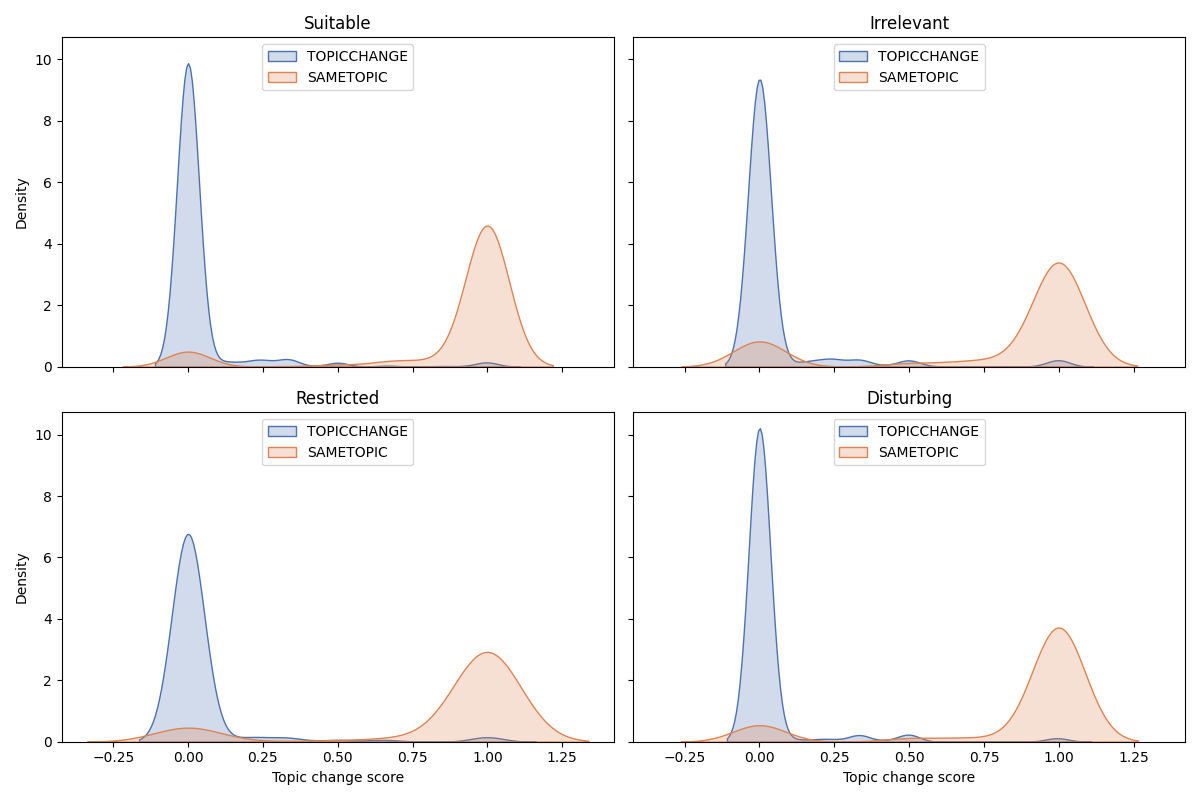 Suitable
Irrelevant
TOPICCHANGE
SAMETOPIC
TOPICCHANGE
SAMETOPIC
Density
10
8
6
4
2
0
Restricted
Disturbing
TOPICCHANGE
SAMETOPIC
TOPICCHANGE
SAMETOPIC
Density
10
8
6
4
2
0
−0.25 0.00 0.25 0.50 0.75 1.00 1.25
−0.25 0.00 0.25 0.50 0.75 1.00 1.25
Topic change score
Topic change score